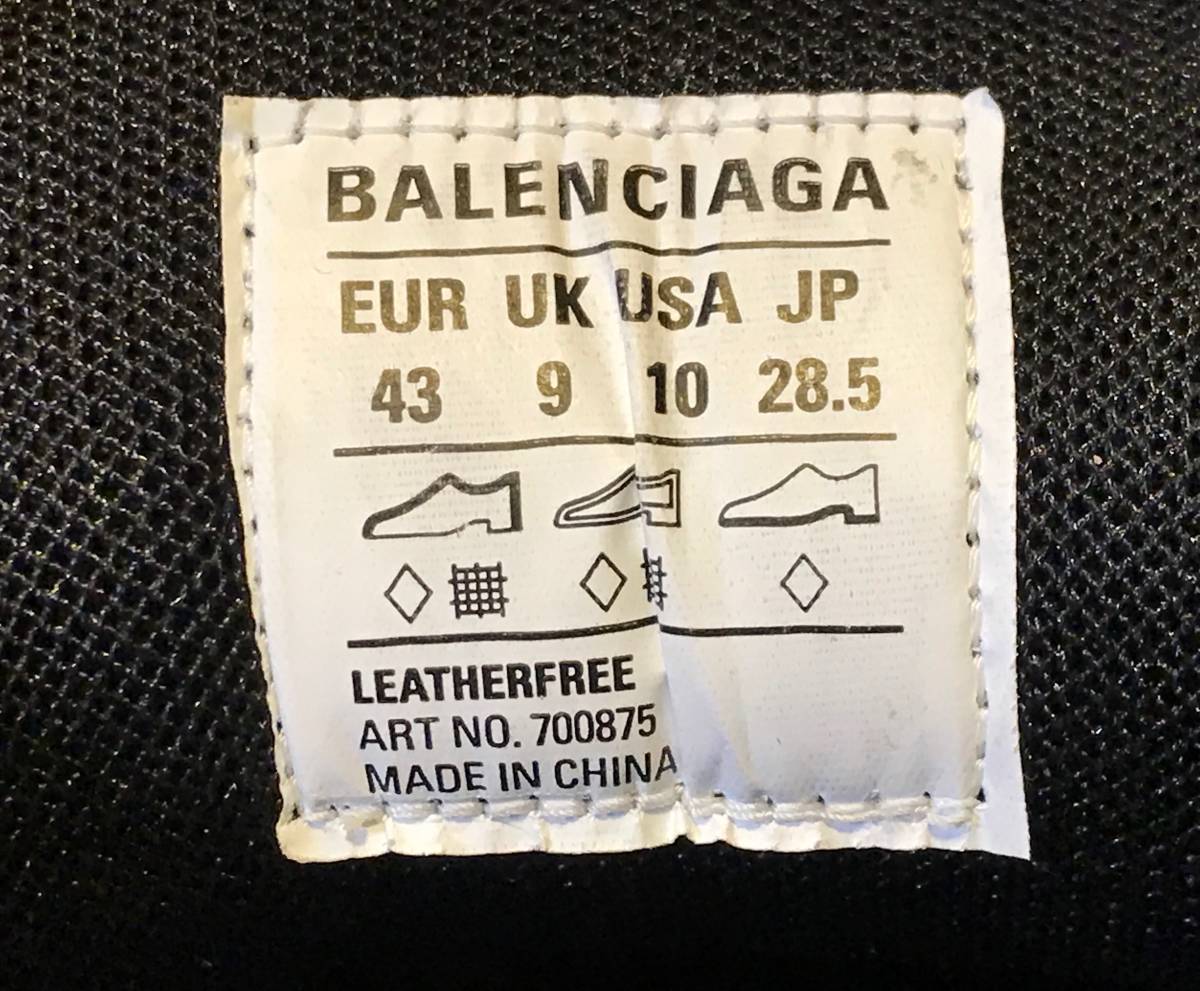 BALENCIAGA
EUR UK USA JP
43 9 10 28.5
LEATHERFREE
ART NO. 700875
MADE IN CHINA